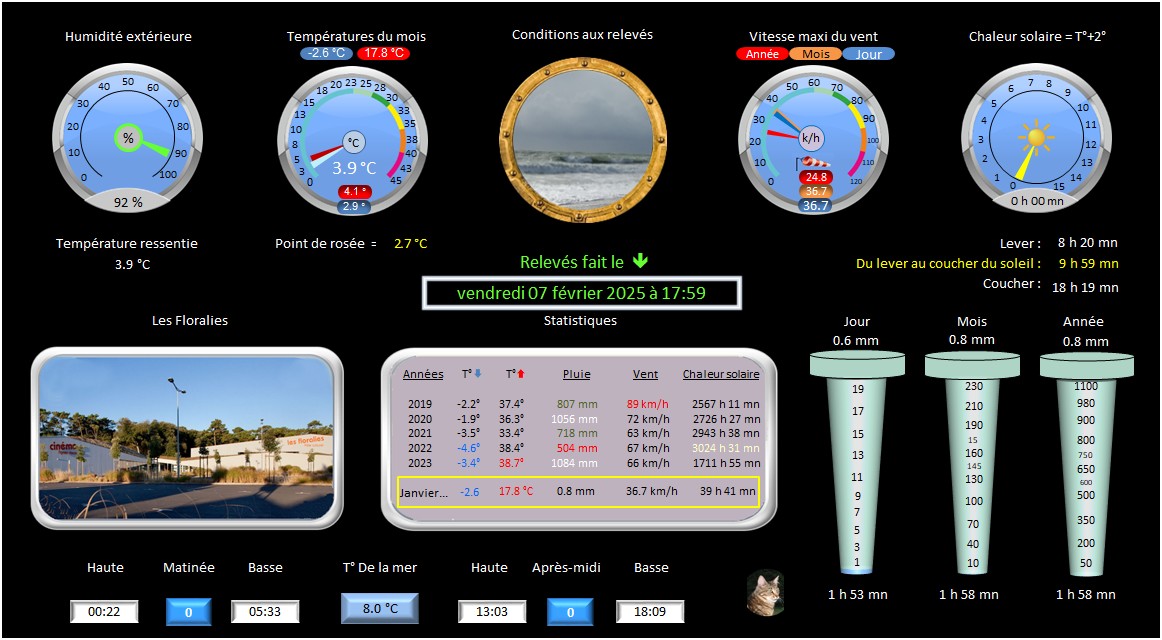 Humidité extérieure
Températures du mois
Conditions aux relevés
Vitesse maxi du vent
Chaleur solaire = T°+2°
-2.6 °C 17.8 °C
Année Mois Jour
0 10 20 30 40 50 60 70 80 90 100
%
92 %
0 3 5 8 10 13 15 18 20 23 25 28 30 33 35 38 40 43 45
°C
3.9 °C
4.1 °
2.9 °
0 10 20 30 40 50 60 70 80 90 100 110 120
k/h
24.8
36.7
36.7
0 1 2 3 4 5 6 7 8 9 10 11 12 13 14 15
0 h 00 mn
Température ressentie
3.9 °C
Point de rosée = 2.7 °C
Lever : 8 h 20 mn
Du lever au coucher du soleil : 9 h 59 mn
Coucher : 18 h 19 mn
Relevés fait le
vendredi 07 février 2025 à 17:59
Les Floralies
cinéma
les floralies
Statistiques
Années T° T° Pluie Vent Chaleur solaire
2019 -2.2° 37.4° 807 mm 89 km/h 2567 h 11 mn
2020 -1.9° 36.3° 1056 mm 72 km/h 2726 h 27 mn
2021 -3.5° 33.4° 718 mm 63 km/h 2943 h 38 mn
2022 -4.6° 38.4° 504 mm 67 km/h 3024 h 31 mn
2023 -3.4° 38.7° 1084 mm 66 km/h 1711 h 55 mn
Janvier... -2.6 17.8 °C 0.8 mm 36.7 km/h 39 h 41 mn
Jour
0.6 mm
19
17
15
13
11
9
7
5
3
1
1 h 53 mn
Mois
0.8 mm
230
210
190
15
160
145
130
100
70
40
10
1 h 58 mn
Année
0.8 mm
1100
980
900
800
750
650
600
500
350
200
50
1 h 58 mn
Haute Matinée Basse T° De la mer Haute Après-midi Basse
00:22 0 05:33 8.0 °C 13:03 0 18:09